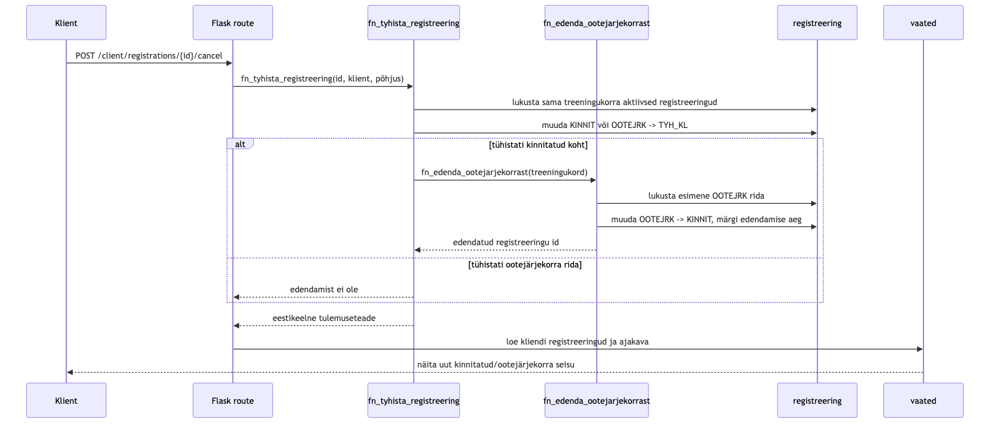 Klient
Flask route
fn_tyhista_registreering
fn_edenda_ootejarjekorrast
registreering
vaated
POST /client/registrations/{id}/cancel
fn_tyhista_registreering(id, klient, põhjus)
lukusta sama treeningukorra aktiivsed registreeringud
muuda KINNIT või OOTEJRK -> TYH_KL
alt
[tühistati kinnitatud koht]
fn_edenda_ootejarjekorrast(treeningukord)
lukusta esimene OOTEJRK rida
muuda OOTEJRK -> KINNIT, märgi edendamise aeg
edendatud registreeringu id
[tühistati ootejärjekorra rida]
edendamist ei ole
eestikeelne tulemuseteade
loe kliendi registreeringud ja ajakava
näita uut kinnitatud/ootejärjekorra seisu
Klient
Flask route
fn_tyhista_registreering
fn_edenda_ootejarjekorrast
registreering
vaated